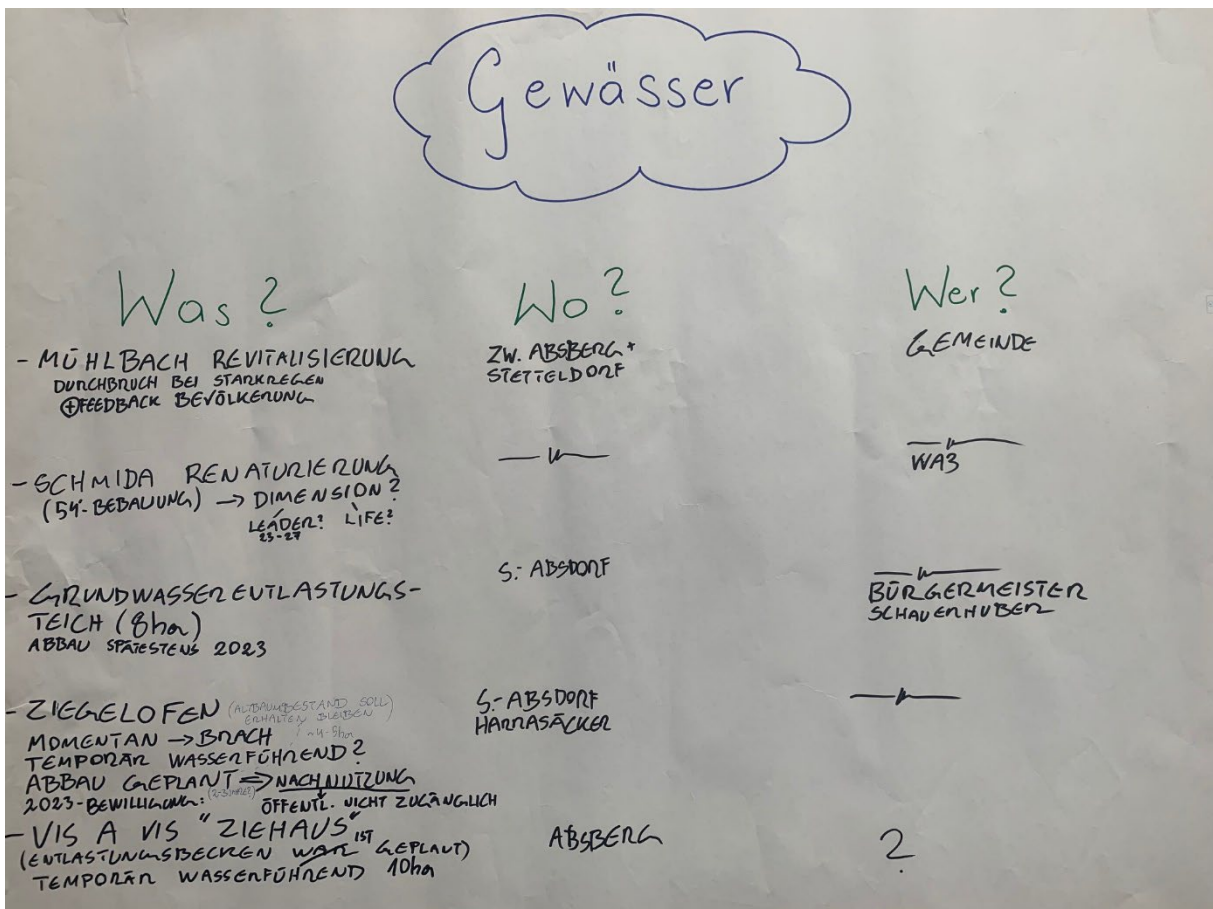 Gewässer
Was ?
Wo ?
Wer ?
- MÜHLBACH REVITALISIERUNG
DURCHBRUCH BEI STARKREGEN
⊕FEEDBACK BEVÖLKERUNG
ZW. ABSBERG +
STETTELDORF
GEMEINDE
- SCHMIDA RENATURIERUNG
(54'-BEBAUUNG) → DIMENSION ?
LEADER? LIFE?
23-27
WA3
- GRUNDWASSERENTLASTUNGS-
TEICH (8ha)
ABBAU SPÄTESTENS 2023
S.- ABSDORF
BÜRGERMEISTER
SCHAUERHUBER
- ZIEGELOFEN (ALTBAUMBESTAND SOLL
ERHALTEN BLEIBEN)
MOMENTAN → BRACH ~4-5ha
TEMPORÄR WASSERFÜHREND ?
ABBAU GEPLANT ⇒ NACHNUTZUNG
2023-BEWILLIGUNG: ÖFFENTL. NICHT ZUGÄNGLICH
S.- ABSDORF
HARRASÄCKER
- VIS A VIS "ZIEHAUS"
(ENTLASTUNGSBECKEN WAR IST GEPLANT)
TEMPORÄR WASSERFÜHREND 10ha
ABSBERG
?